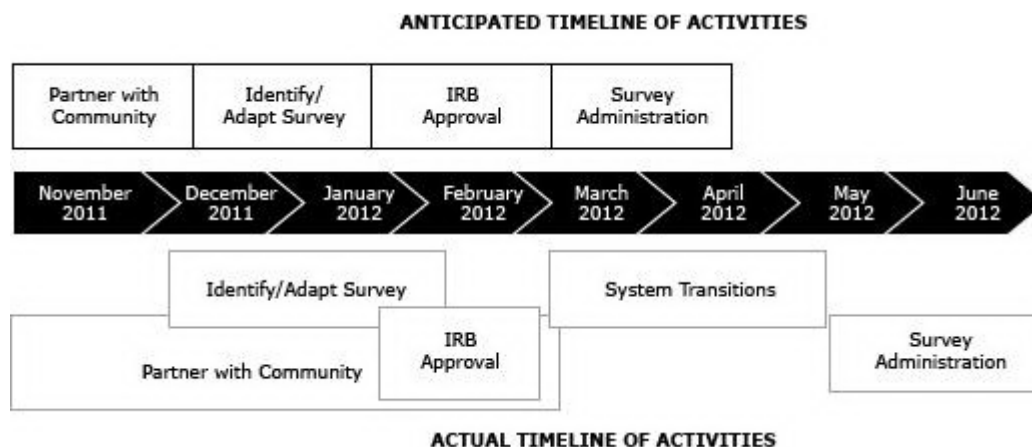 ANTICIPATED TIMELINE OF ACTIVITIES
Partner with
Community
Identify/
Adapt Survey
IRB
Approval
Survey
Administration
November
2011
December
2011
January
2012
February
2012
March
2012
April
2012
May
2012
June
2012
Identify/Adapt Survey
System Transitions
IRB
Approval
Partner with Community
Survey
Administration
ACTUAL TIMELINE OF ACTIVITIES